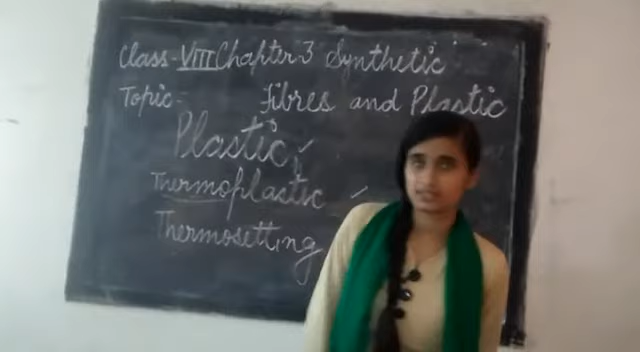 Class-VIII Chapter 3 Synthetic
Topic- Fibres and Plastic
Plastic
Thermoplastic
Thermosetting